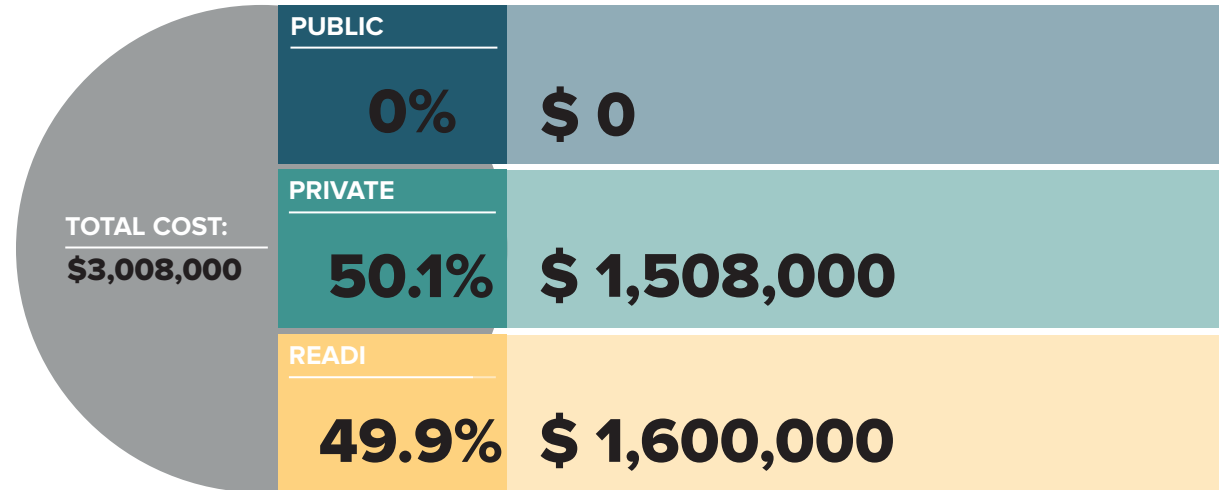 PUBLIC
0% $ 0
PRIVATE
TOTAL COST:
$3,008,000
50.1% $ 1,508,000
READI
49.9% $ 1,600,000